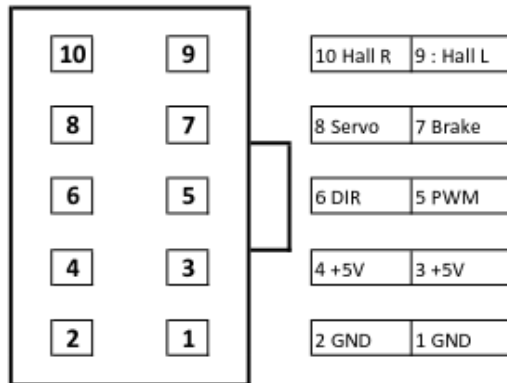 10 9 10 Hall R 9 : Hall L
8 7 8 Servo 7 Brake
6 5 6 DIR 5 PWM
4 3 4 +5V 3 +5V
2 1 2 GND 1 GND